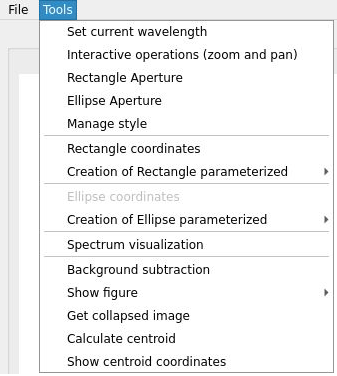 File Tools
Set current wavelength
Interactive operations (zoom and pan)
Rectangle Aperture
Ellipse Aperture
Manage style
Rectangle coordinates
Creation of Rectangle parameterized
Ellipse coordinates
Creation of Ellipse parameterized
Spectrum visualization
Background subtraction
Show figure
Get collapsed image
Calculate centroid
Show centroid coordinates